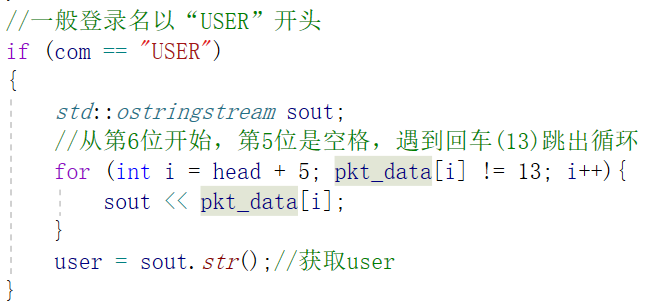 //一般登录名以“USER”开头
if (com == "USER")
{
std::ostringstream sout;
//从第6位开始，第5位是空格，遇到回车(13)跳出循环
for (int i = head + 5; pkt_data[i] != 13; i++){
sout << pkt_data[i];
}
user = sout.str();//获取user
}